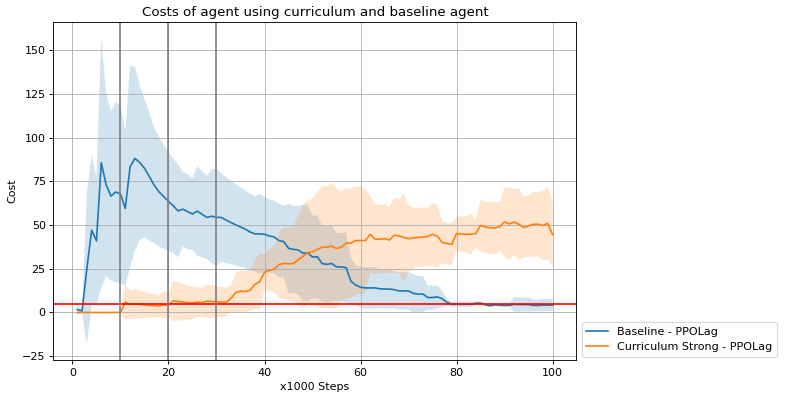 Costs of agent using curriculum and baseline agent
150
125
100
75
50
25
0
−25
Cost
0 20 40 60 80 100
x1000 Steps
Baseline - PPOLag
Curriculum Strong - PPOLag